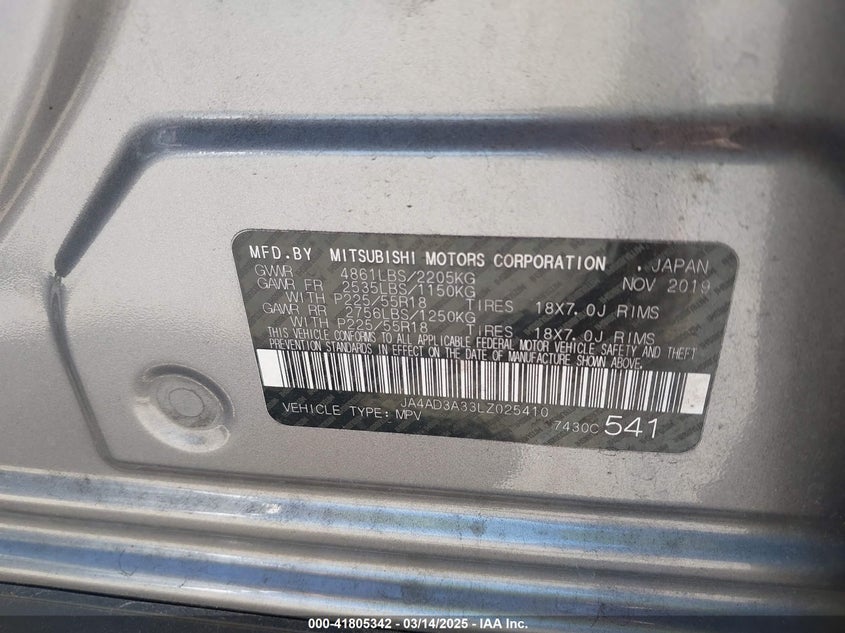 MFD.BY MITSUBISHI MOTORS CORPORATION . JAPAN
GVWR 4861LBS/2205KG NOV 2019
GAWR FR 2535LBS/1150KG
WITH P225/55R18 TIRES 18X7.0J RIMS
GAWR RR 2756LBS/1250KG
WITH P225/55R18 TIRES 18X7.0J RIMS
THIS VEHICLE CONFORMS TO ALL APPLICABLE FEDERAL MOTOR VEHICLE SAFETY AND THEFT
PREVENTION STANDARDS IN EFFECT ON THE DATE OF MANUFACTURE SHOWN ABOVE.
JA4AD3A33LZ025410
VEHICLE TYPE: MPV
7430C 541
000-41805342 — 03/14/2025 — IAA Inc.